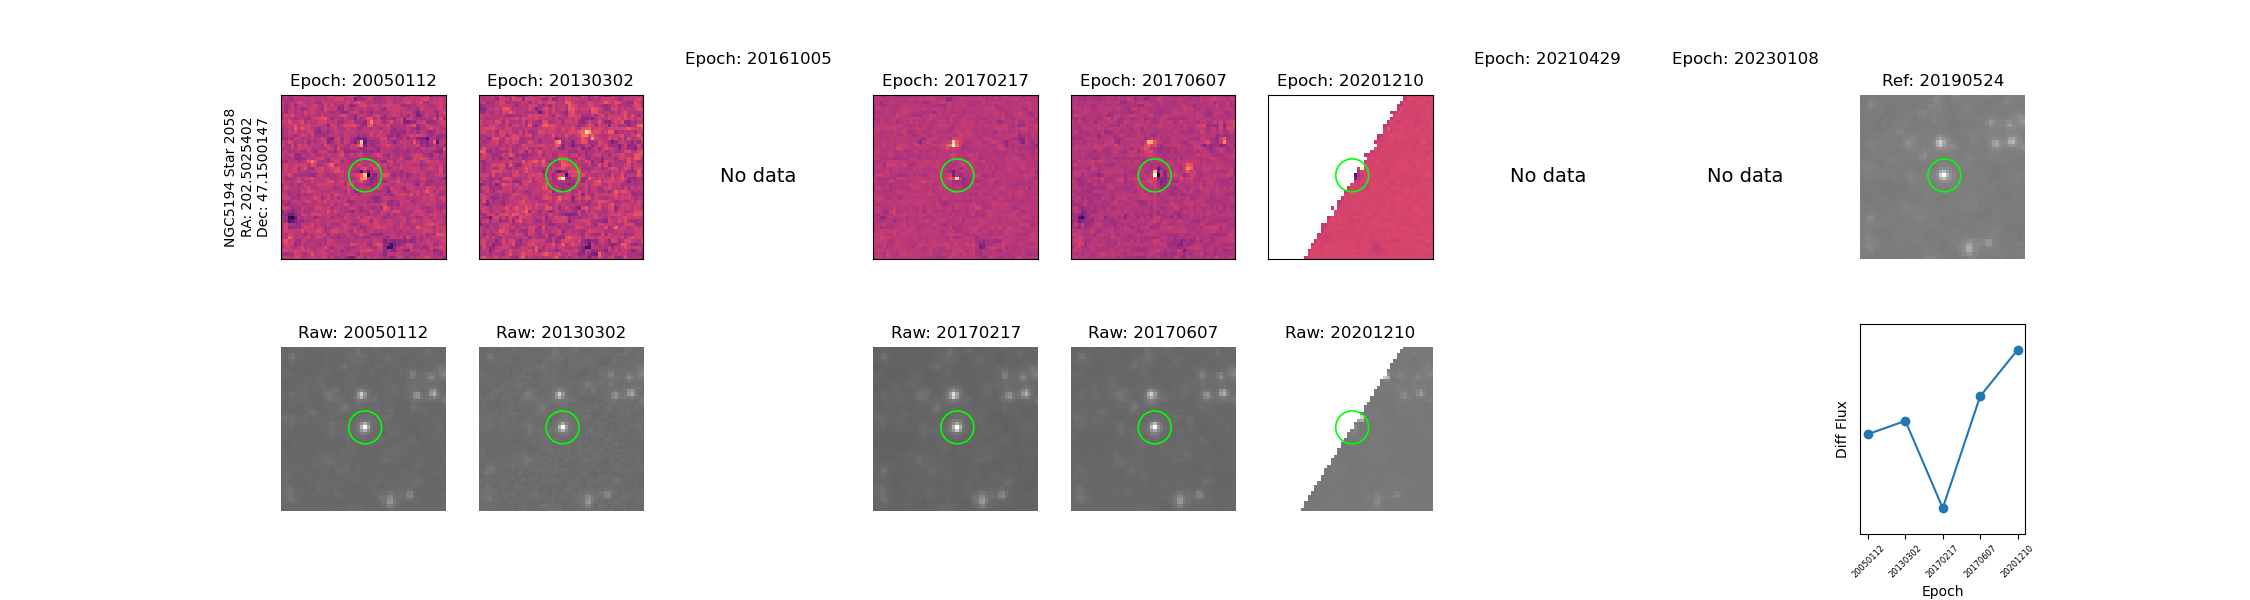 Epoch: 20161005
Epoch: 20210429
Epoch: 20230108
Epoch: 20050112
Epoch: 20130302
Epoch: 20170217
Epoch: 20170607
Epoch: 20201210
Ref: 20190524
NGC5194 Star 2058
RA: 202.5025402
Dec: 47.1500147
No data
No data
No data
Raw: 20050112
Raw: 20130302
Raw: 20170217
Raw: 20170607
Raw: 20201210
Diff Flux
20050112
20130302
20170217
20170607
20201210
Epoch